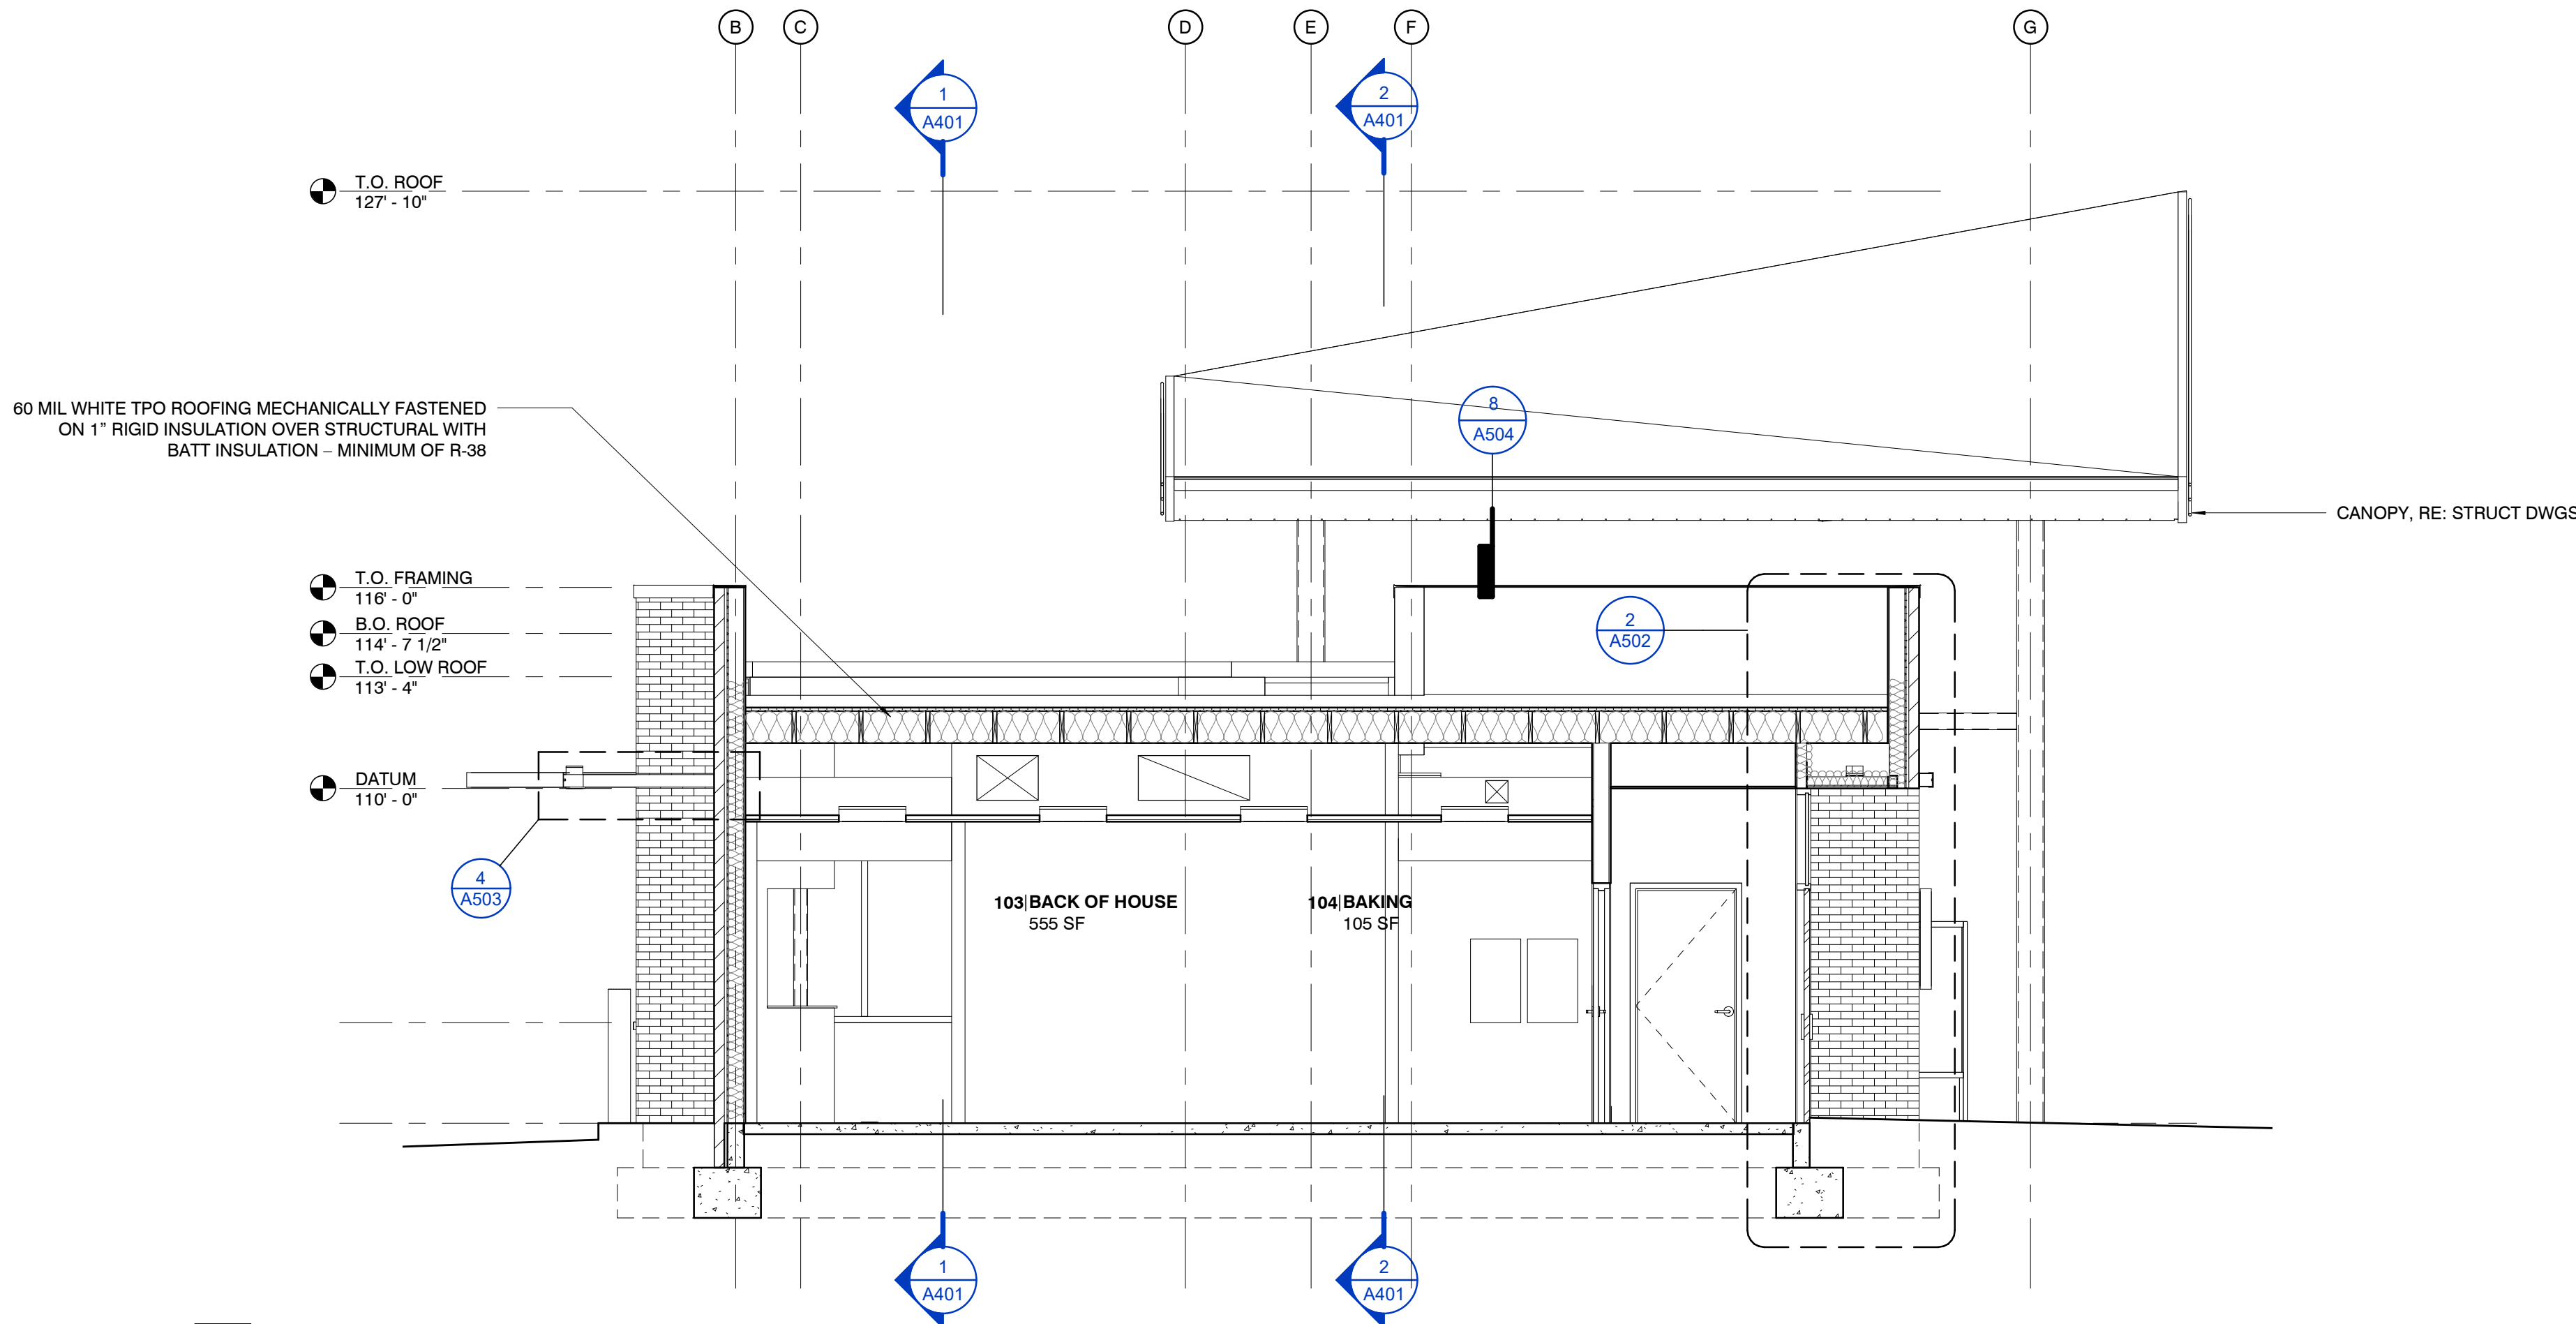 B
C
D
E
F
G
1
A401
2
A401
T.O. ROOF
127' - 10"
60 MIL WHITE TPO ROOFING MECHANICALLY FASTENED
ON 1” RIGID INSULATION OVER STRUCTURAL WITH
BATT INSULATION – MINIMUM OF R-38
8
A504
CANOPY, RE: STRUCT DWGS
T.O. FRAMING
116' - 0"
B.O. ROOF
114' - 7 1/2"
T.O. LOW ROOF
113' - 4"
2
A502
DATUM
110' - 0"
4
A503
103 BACK OF HOUSE
555 SF
104 BAKING
105 SF
1
A401
2
A401